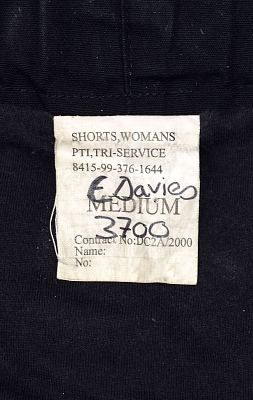 SHORTS,WOMANS
PTI,TRI-SERVICE
8415-99-376-1644
E Davies
MEDIUM
3700
Contract No:DC2A/2000
Name:
No: